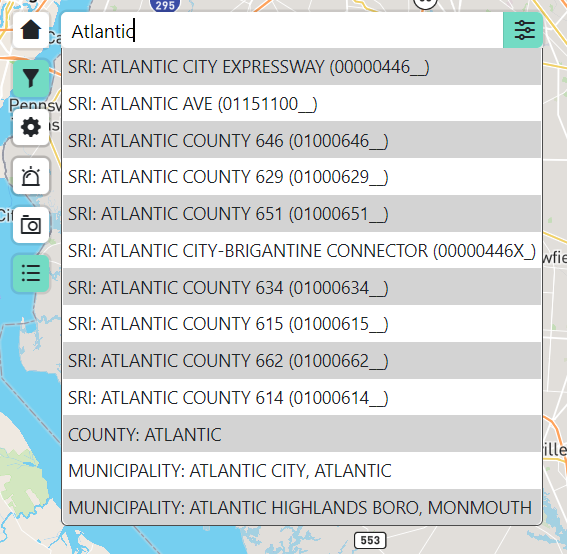 295
Atlantic
SRI: ATLANTIC CITY EXPRESSWAY (00000446__)
SRI: ATLANTIC AVE (01151100__)
SRI: ATLANTIC COUNTY 646 (01000646__)
SRI: ATLANTIC COUNTY 629 (01000629__)
SRI: ATLANTIC COUNTY 651 (01000651__)
SRI: ATLANTIC CITY-BRIGANTINE CONNECTOR (00000446X_)
SRI: ATLANTIC COUNTY 634 (01000634__)
SRI: ATLANTIC COUNTY 615 (01000615__)
SRI: ATLANTIC COUNTY 662 (01000662__)
SRI: ATLANTIC COUNTY 614 (01000614__)
COUNTY: ATLANTIC
MUNICIPALITY: ATLANTIC CITY, ATLANTIC
MUNICIPALITY: ATLANTIC HIGHLANDS BORO, MONMOUTH
553